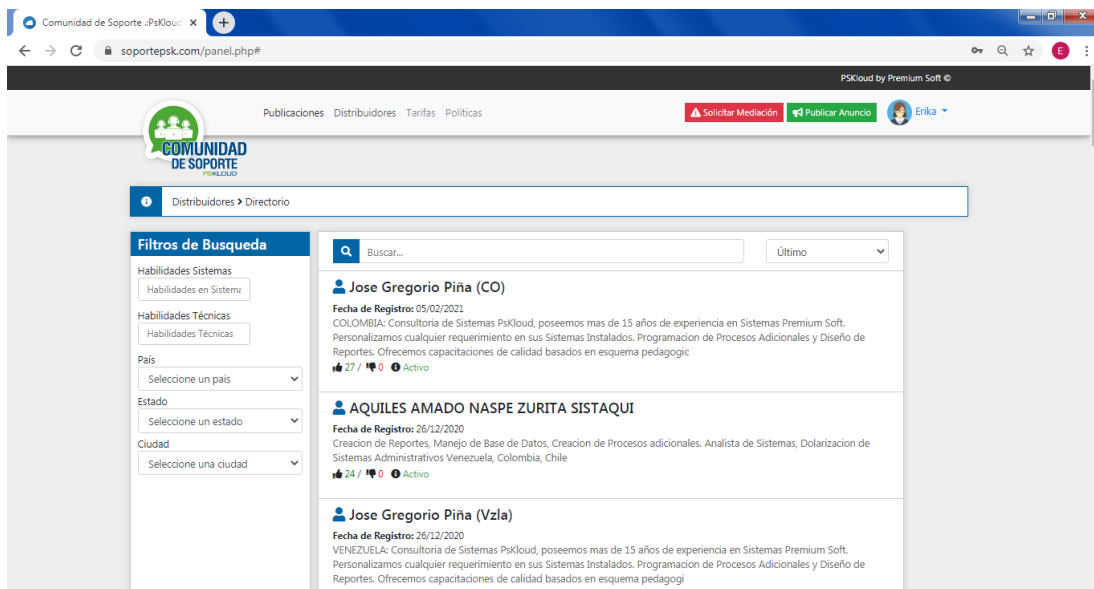 Comunidad de Soporte .:PsKloud
soportepsk.com/panel.php#
E
PSKloud by Premium Soft ©
COMUNIDAD
DE SOPORTE
PSKLOUD
Publicaciones Distribuidores Tarifas Políticas
Solicitar Mediación
Publicar Anuncio
Erika
Distribuidores > Directorio
Filtros de Busqueda
Habilidades Sistemas
Habilidades en Sistema
Habilidades Técnicas
Habilidades Técnicas
País
Seleccione un pais
Estado
Seleccione un estado
Ciudad
Seleccione una ciudad
Buscar...
Último
Jose Gregorio Piña (CO)
Fecha de Registro: 05/02/2021
COLOMBIA: Consultoria de Sistemas PsKloud, poseemos mas de 15 años de experiencia en Sistemas Premium Soft.
Personalizamos cualquier requerimiento en sus Sistemas Instalados. Programacion de Procesos Adicionales y Diseño de
Reportes. Ofrecemos capacitaciones de calidad basados en esquema pedagogic
27 / 0 Activo
AQUILES AMADO NASPE ZURITA SISTAQUI
Fecha de Registro: 26/12/2020
Creacion de Reportes, Manejo de Base de Datos, Creacion de Procesos adicionales. Analista de Sistemas, Dolarizacion de
Sistemas Administrativos Venezuela, Colombia, Chile
24 / 0 Activo
Jose Gregorio Piña (Vzla)
Fecha de Registro: 26/12/2020
VENEZUELA: Consultoria de Sistemas PsKloud, poseemos mas de 15 años de experiencia en Sistemas Premium Soft.
Personalizamos cualquier requerimiento en sus Sistemas Instalados. Programacion de Procesos Adicionales y Diseño de
Reportes. Ofrecemos capacitaciones de calidad basados en esquema pedagogi